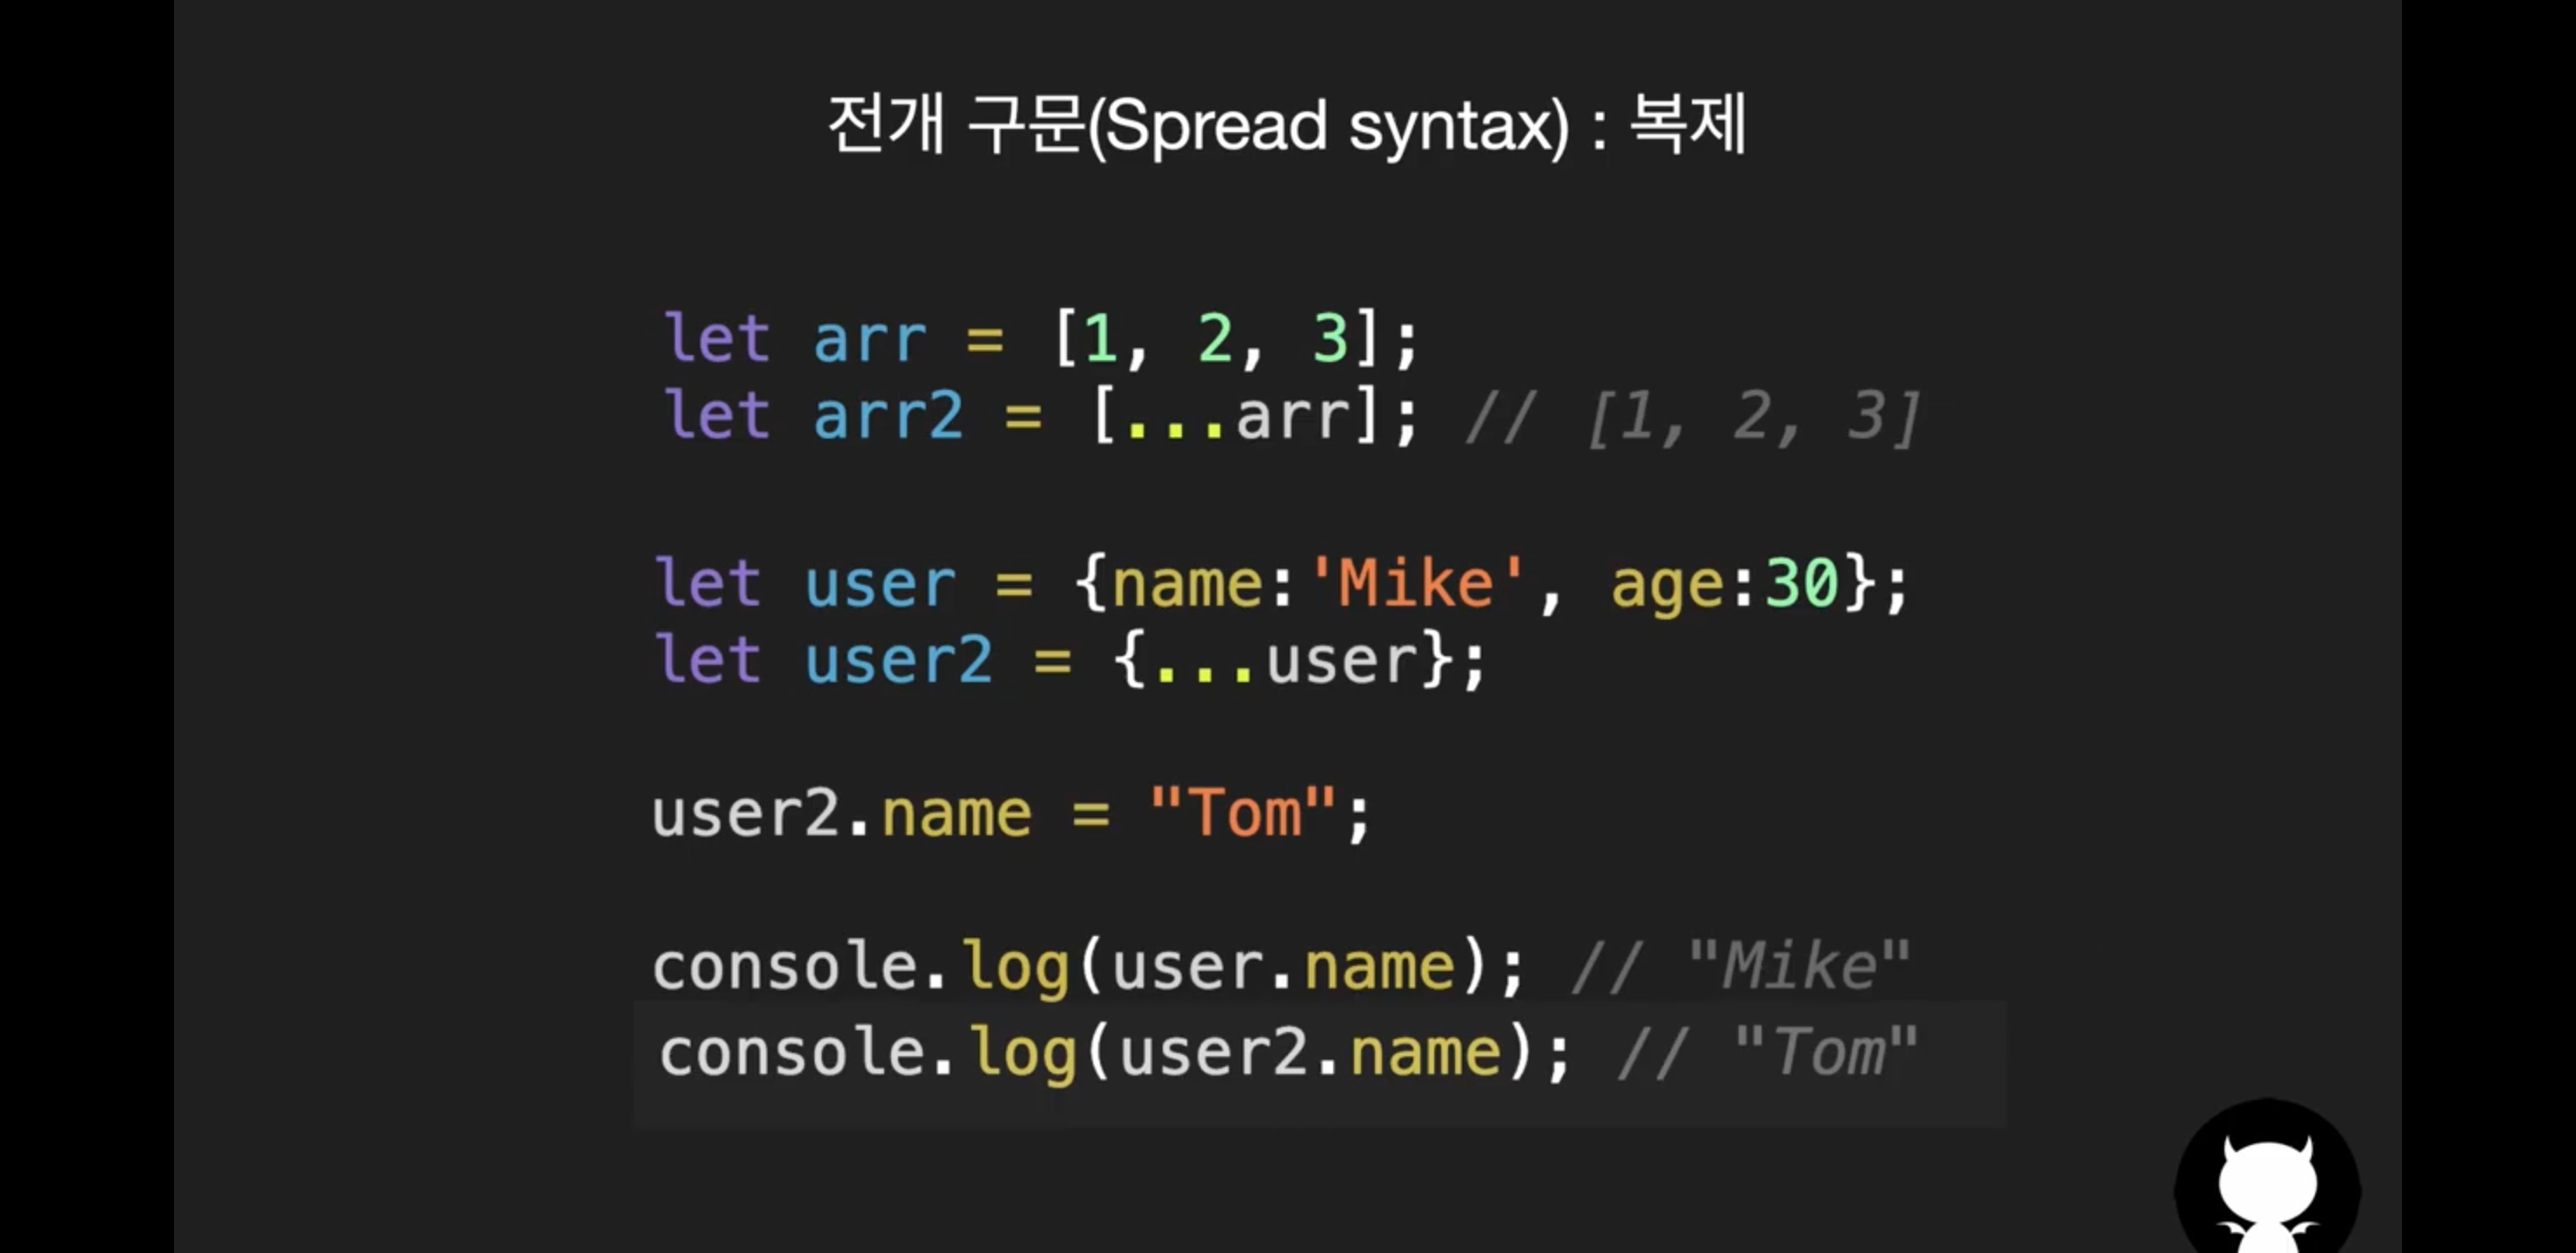 전개 구문(Spread syntax) : 복제
let arr = [1, 2, 3];
let arr2 = [...arr]; // [1, 2, 3]
let user = {name:'Mike', age:30};
let user2 = {...user};
user2.name = "Tom";
console.log(user.name); // "Mike"
console.log(user2.name); // "Tom"